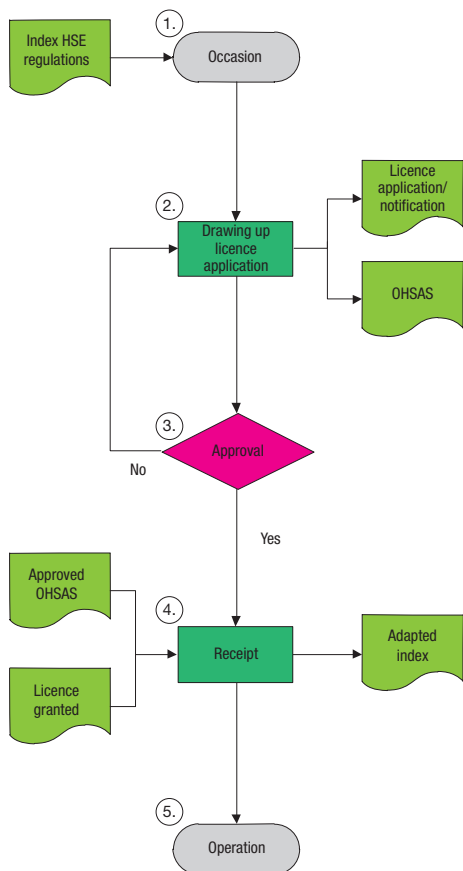 1.
Index HSE
regulations
Occasion
Licence
application/
notification
2.
Drawing up
licence
application
OHSAS
3.
Approval
No
Yes
Approved
OHSAS
4.
Receipt
Adapted
index
Licence
granted
5.
Operation